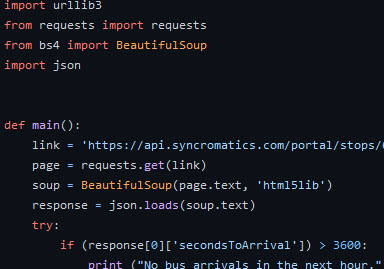 import urllib3
from requests import requests
from bs4 import BeautifulSoup
import json
def main():
link = 'https://api.syncromatics.com/portal/stops/
page = requests.get(link)
soup = BeautifulSoup(page.text, 'html5lib')
response = json.loads(soup.text)
try:
if (response[0]['secondsToArrival']) > 3600:
print ("No bus arrivals in the next hour."